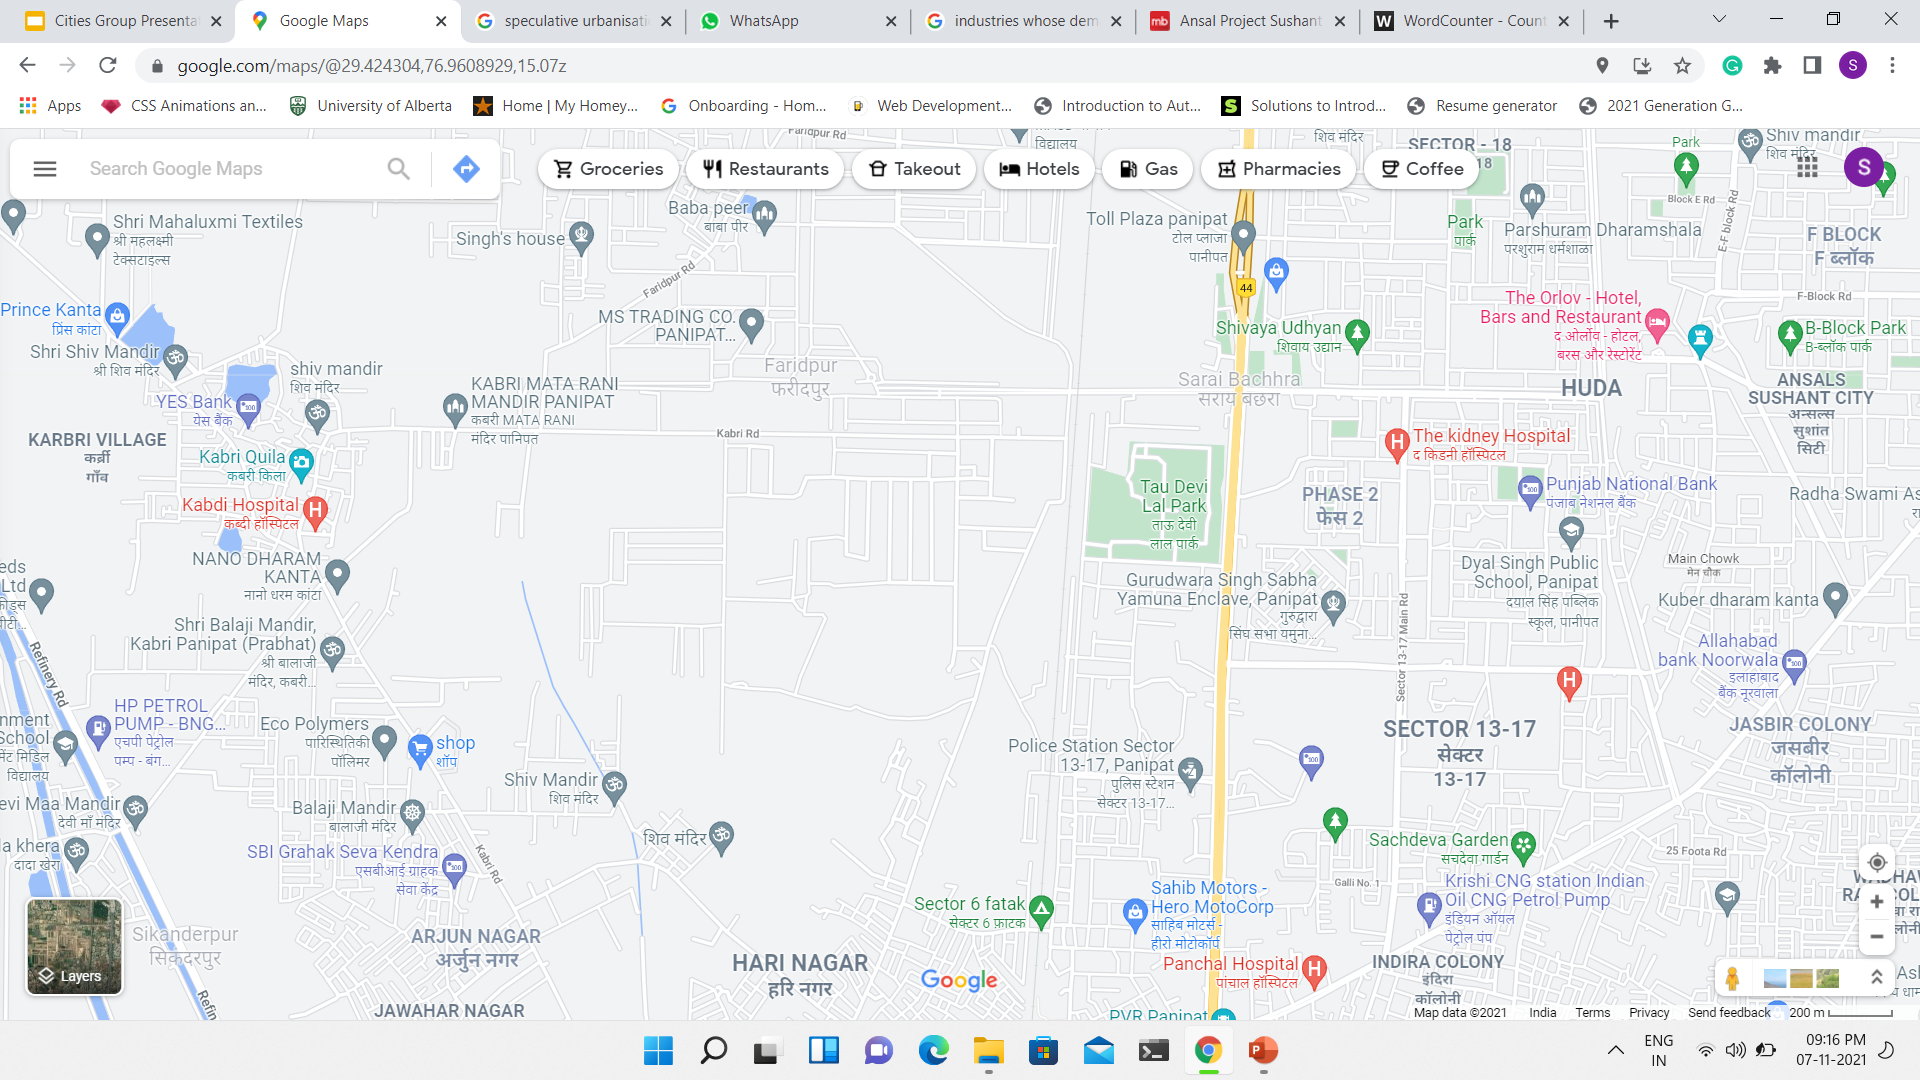 Cities Group Presenta
Google Maps
speculative urbanisati
WhatsApp
industries whose dem
Ansal Project Sushant
WordCounter - Count
google.com/maps/@29.424304,76.9608929,15.07z
S
Apps
CSS Animations an...
University of Alberta
Home | My Homey...
Onboarding - Hom...
Web Development...
Introduction to Aut...
Solutions to Introd...
Resume generator
2021 Generation G...
Search Google Maps
Groceries
Restaurants
Takeout
Hotels
Gas
Pharmacies
Coffee
S
Faridpur Rd
विद्यालय
शिव मंदिर
SECTOR - 18
18
Park
Shiv mandir
शिव मंदिर
Block E Rd
E-F block Rd
Shri Mahaluxmi Textiles
श्री महलक्ष्मी
टेक्सटाइल्स
Singh's house
Baba peer
बाबा पीर
Faridpur Rd
Toll Plaza panipat
टोल प्लाजा
पानीपत
44
Park
पार्क
Parshuram Dharamshala
परशुराम धर्मशाळा
F BLOCK
F ब्लॉक
F-Block Rd
Prince Kanta
प्रिंस कांटा
Shri Shiv Mandir
श्री शिव मंदिर
MS TRADING CO.
PANIPAT...
Shivaya Udhyan
शिवाय उद्यान
The Orlov - Hotel,
Bars and Restaurant
द ओर्लोव - होटल,
बरस और रेस्टोरेंट
B-Block Park
B-ब्लॉक पार्क
shiv mandir
शिव मंदिर
Faridpur
फरीदपुर
Sarai Bachhra
सराय बछरा
HUDA
ANSALS
SUSHANT CITY
अन्सल्स
सुशांत
सिटी
YES Bank
येस बैंक
KABRI MATA RANI
MANDIR PANIPAT
कबरी MATA RANI
मंदिर पानिपत
Kabri Rd
KARBRI VILLAGE
कर्ब्री
गाँव
Kabri Quila
कबरी किला
Kabdi Hospital
कब्दी हॉस्पिटल
The kidney Hospital
द किडनी हॉस्पिटल
Tau Devi
Lal Park
ताऊ देवी
लाल पार्क
PHASE 2
फेस 2
Punjab National Bank
पंजाब नेशनल बैंक
Radha Swami As
NANO DHARAM
KANTA
नानो धरम कांटा
eds
Ltd
Dyal Singh Public
School, Panipat
दयाल सिंह पब्लिक
स्कूल, पानीपत
Main Chowk
मेन चौक
Kuber dharam kanta
Gurudwara Singh Sabha
Yamuna Enclave, Panipat
गुरुद्वारा
सिंघ सभा यमुना...
Sector 13-17 Main Rd
Shri Balaji Mandir,
Kabri Panipat (Prabhat)
श्री बालाजी
मंदिर, कबरी...
Refinery Rd
Allahabad
bank Noorwala
इलाहाबाद
बैंक नूरवाला
HP PETROL
PUMP - BNG...
एचपी पेट्रोल
पम्प - बंग...
nment
School
विद्यालय
Eco Polymers
पारिस्थितिकी
पॉलिमर
shop
शॉप
SECTOR 13-17
सेक्टर
13-17
JASBIR COLONY
जसबीर
कॉलोनी
Police Station Sector
13-17, Panipat
पुलिस स्टेशन
सेक्टर 13-17...
Shiv Mandir
शिव मंदिर
evi Maa Mandir
देवी माँ मंदिर
Balaji Mandir
बालाजी मंदिर
शिव मंदिर
la khera
दादा खेरा
SBI Grahak Seva Kendra
एसबीआई ग्राहक
सेवा केंद्र
Kabri Rd
Sachdeva Garden
सचदेवा गार्डन
25 Foota Rd
Galli No. 1
Krishi CNG station Indian
Oil CNG Petrol Pump
इंडियन ऑयल
पेट्रोल पंप
Sahib Motors -
Hero MotoCorp
साहिब मोटर्स -
हीरो मोटोकॉर्प
Sector 6 fatak
सेक्टर 6 फ़ाटक
Sikanderpur
सिकंदरपुर
ARJUN NAGAR
अर्जुन नगर
HARI NAGAR
हरि नगर
Panchal Hospital
पांचाल हॉस्पिटल
INDIRA COLONY
इंदिरा
कॉलोनी
JAWAHAR NAGAR
PVR Panipat
Layers
Google
Map data ©2021
India
Terms
Privacy
Send feedback
200 m
ENG
IN
09:16 PM
07-11-2021